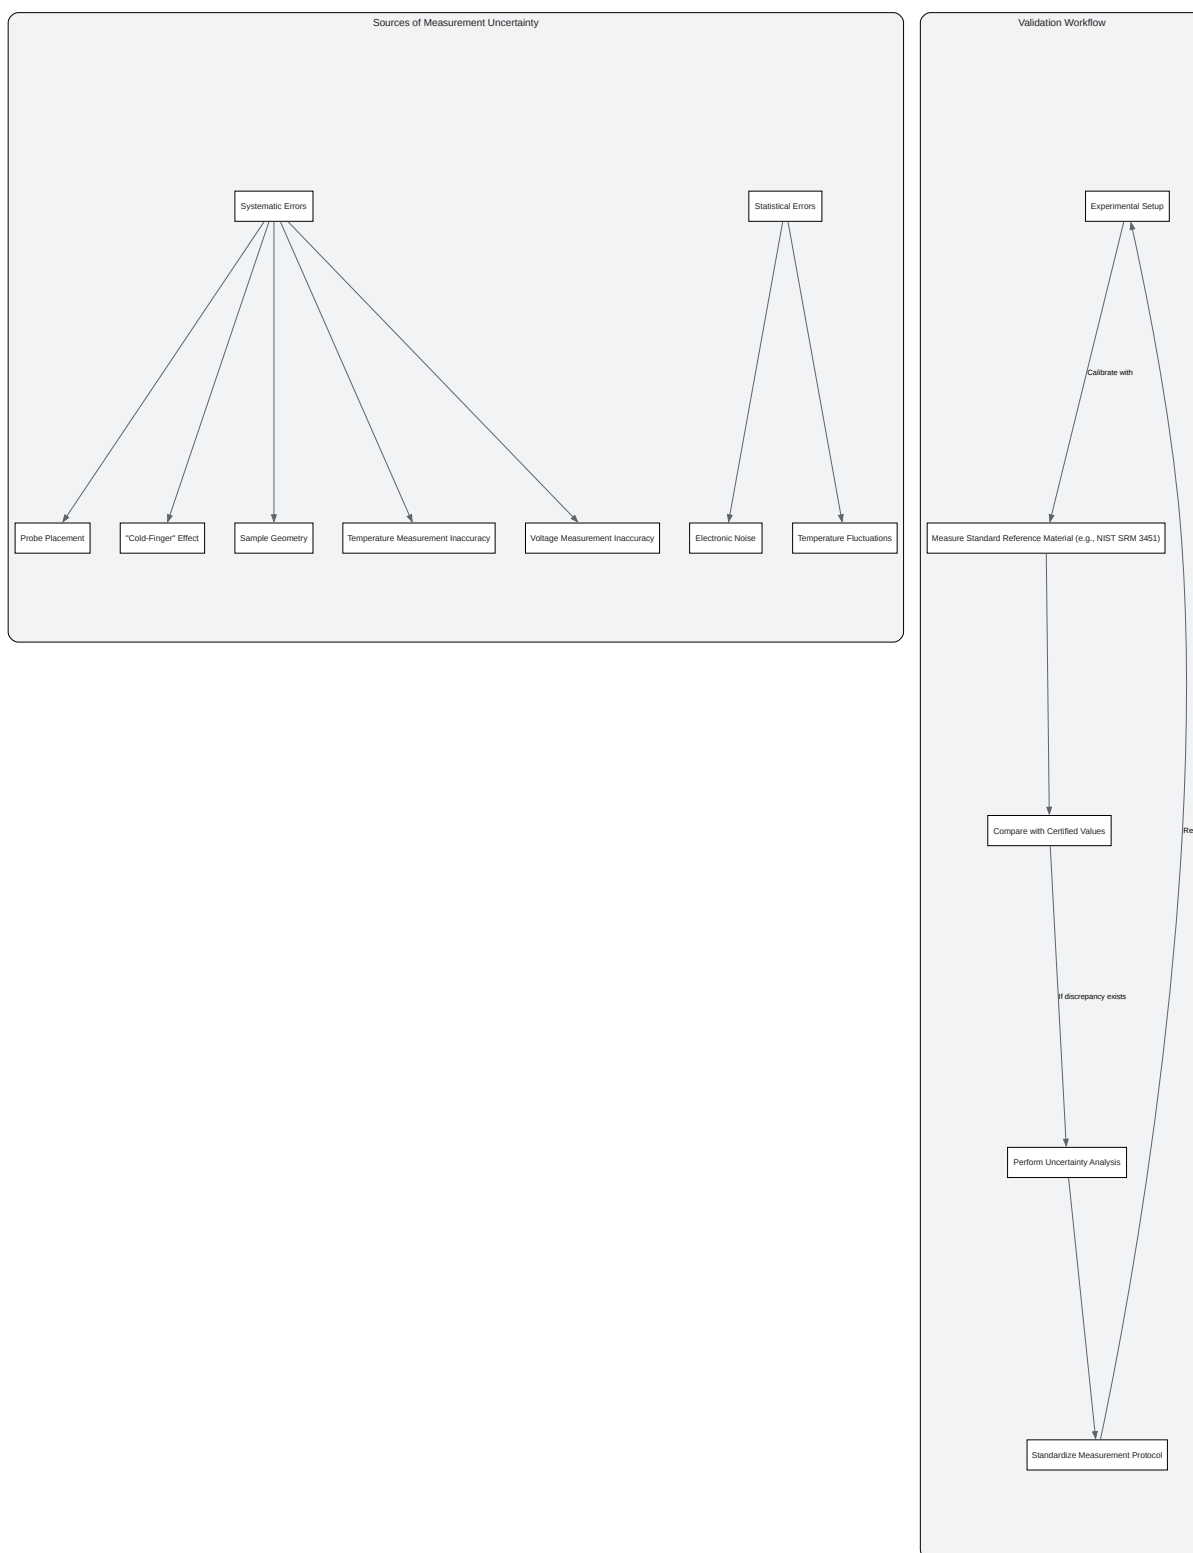 Sources of Measurement Uncertainty
Systematic Errors
Statistical Errors
Probe Placement
"Cold-Finger" Effect
Sample Geometry
Temperature Measurement Inaccuracy
Voltage Measurement Inaccuracy
Electronic Noise
Temperature Fluctuations
Validation Workflow
Experimental Setup
Calibrate with
Measure Standard Reference Material (e.g., NIST SRM 3451)
Compare with Certified Values
Re
If discrepancy exists
Perform Uncertainty Analysis
Standardize Measurement Protocol